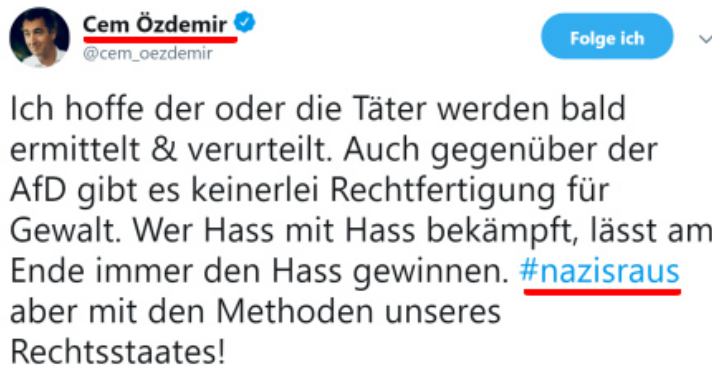 Cem Özdemir
@cem_oezdemir
Folge ich
Ich hoffe der oder die Täter werden bald
ermittelt & verurteilt. Auch gegenüber der
AfD gibt es keinerlei Rechtfertigung für
Gewalt. Wer Hass mit Hass bekämpft, lässt am
Ende immer den Hass gewinnen. #nazisraus
aber mit den Methoden unseres
Rechtsstaates!